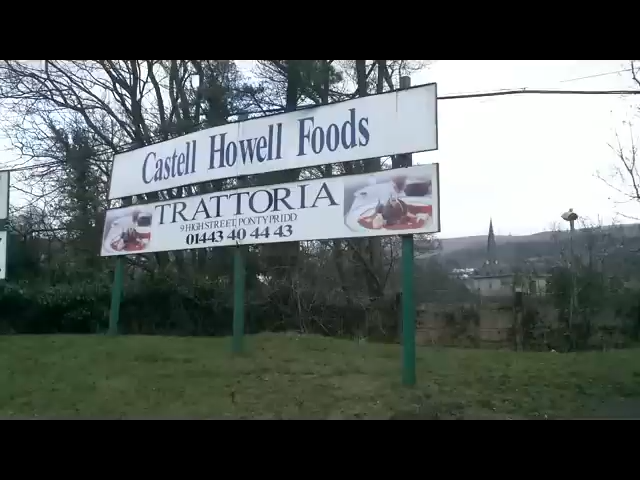 Castell Howell Foods
TRATTORIA
9 HIGH STREET, PONTYPRIDD
01443 40 44 43